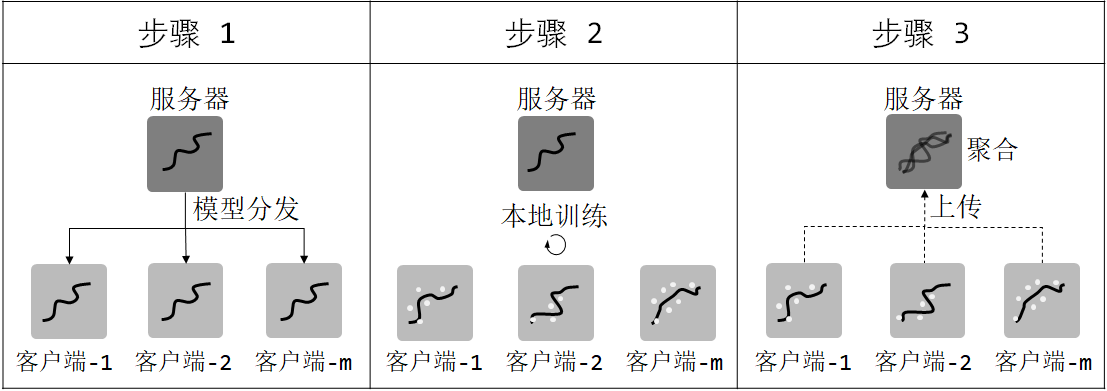 步骤 1
步骤 2
步骤 3
服务器
模型分发
客户端-1
客户端-2
客户端-m
服务器
本地训练
客户端-1
客户端-2
客户端-m
服务器
聚合
上传
客户端-1
客户端-2
客户端-m